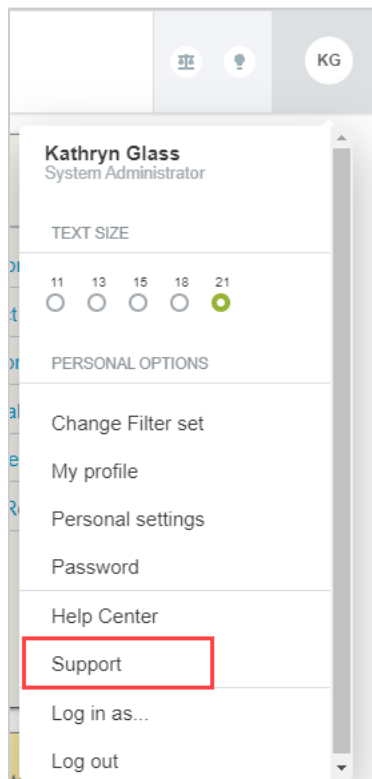 KG
Kathryn Glass
System Administrator
TEXT SIZE
11 13 15 18 21
PERSONAL OPTIONS
Change Filter set
My profile
Personal settings
Password
Help Center
Support
Log in as...
Log out